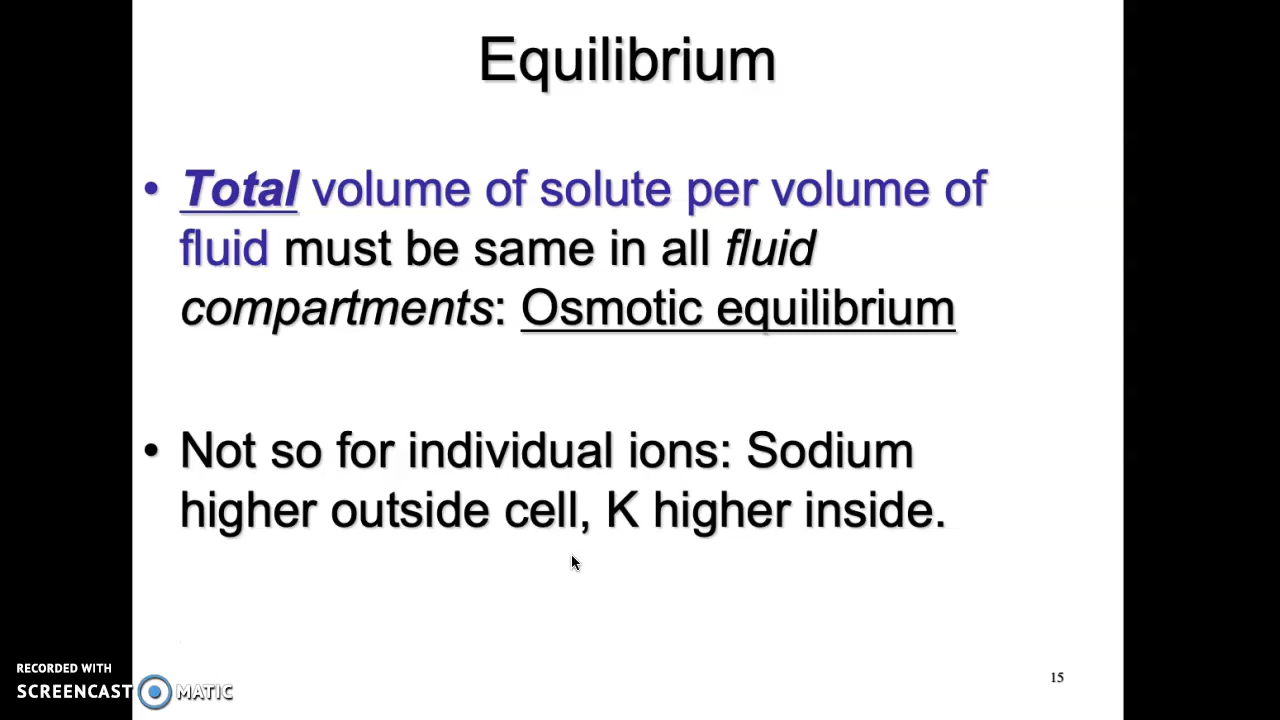 Equilibrium
• Total volume of solute per volume of
fluid must be same in all fluid
compartments: Osmotic equilibrium
• Not so for individual ions: Sodium
higher outside cell, K higher inside.
RECORDED WITH
SCREENCAST MATIC
15